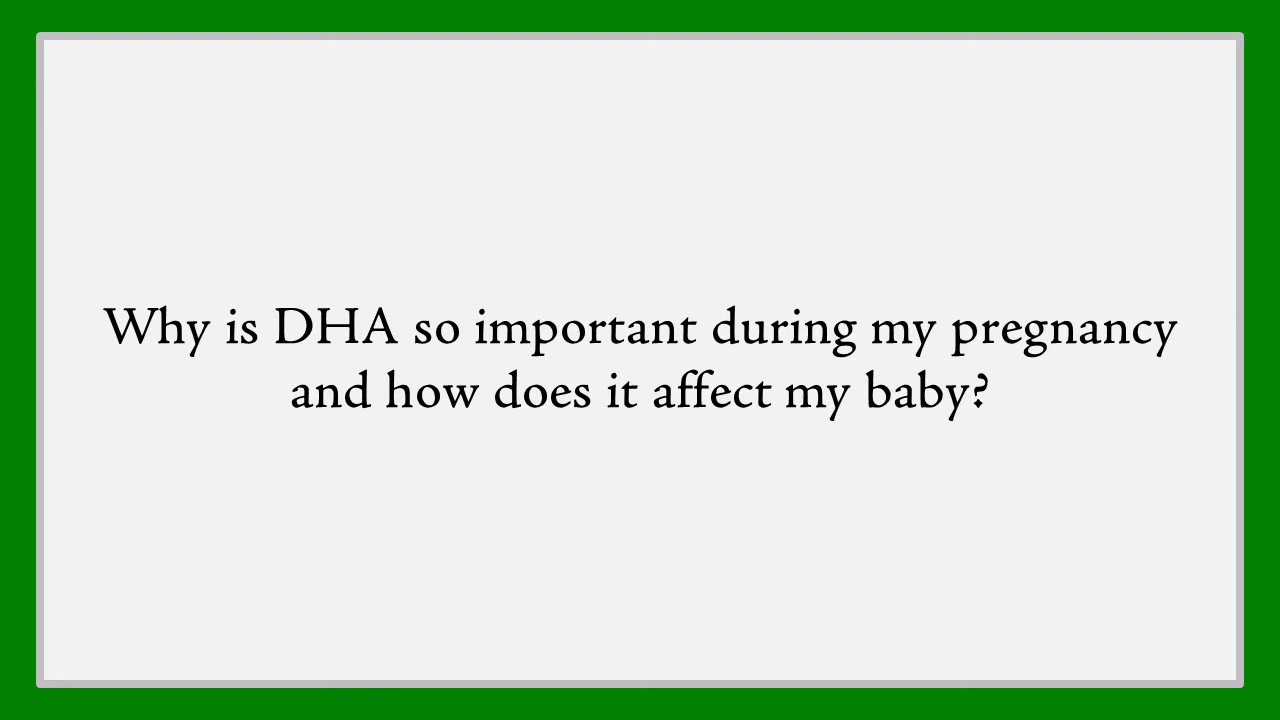 Why is DHA so important during my pregnancy
and how does it affect my baby?